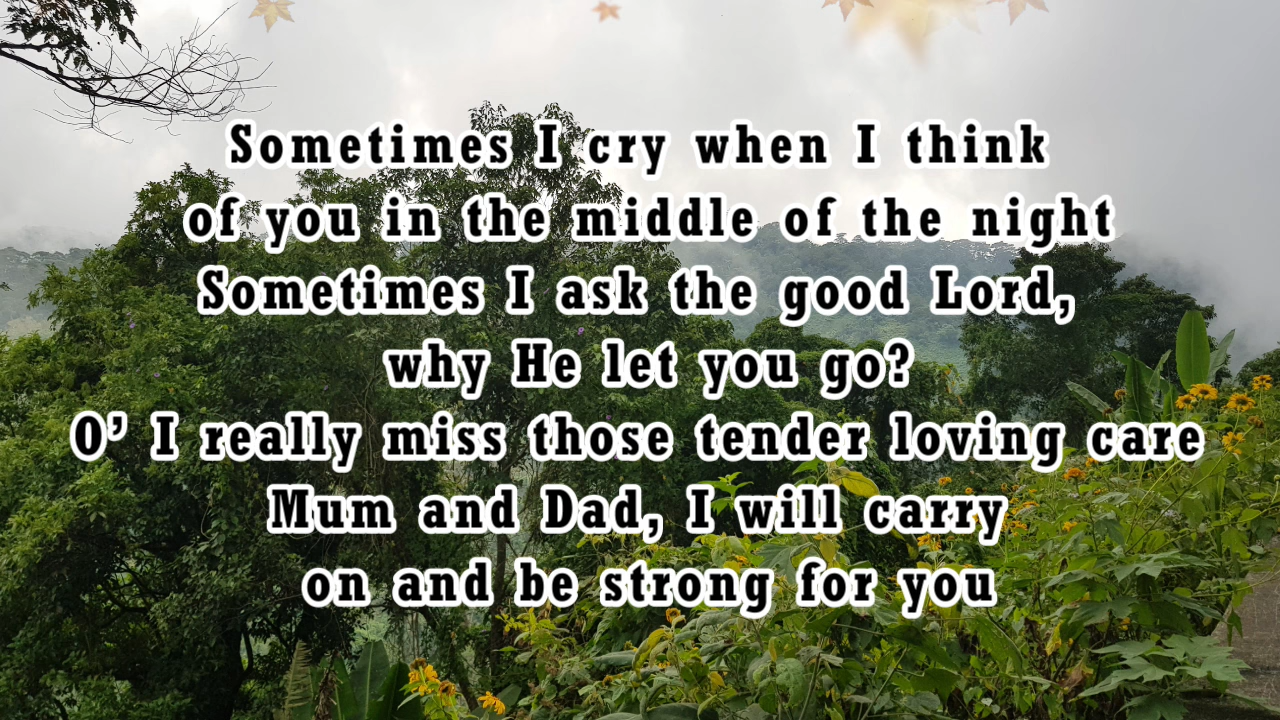 Sometimes I cry when I think
of you in the middle of the night
Sometimes I ask the good Lord,
why He let you go?
O’ I really miss those tender loving care
Mum and Dad, I will carry
on and be strong for you